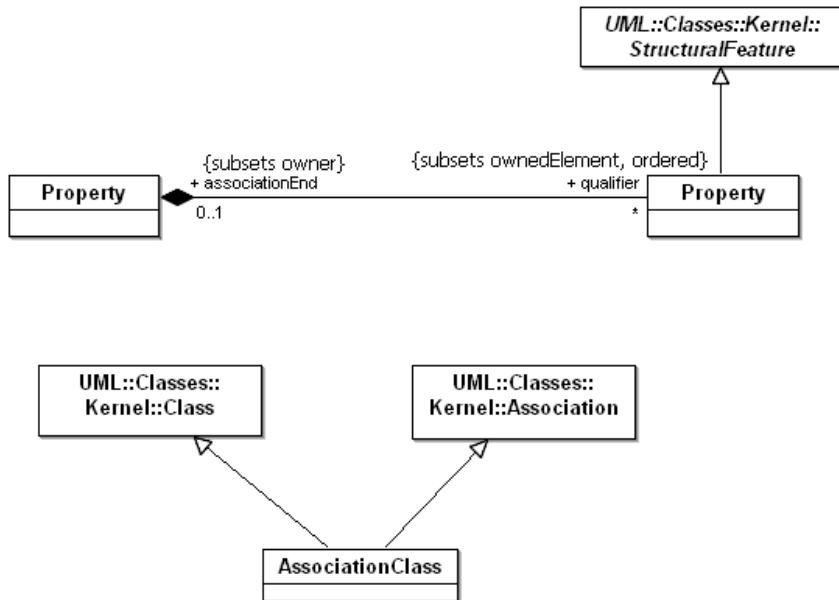 UML::Classes::Kernel::
StructuralFeature
{subsets owner}
{subsets ownedElement, ordered}
Property
+ associationEnd
+ qualifier
Property
0..1
*
UML::Classes::
Kernel::Class
UML::Classes::
Kernel::Association
AssociationClass